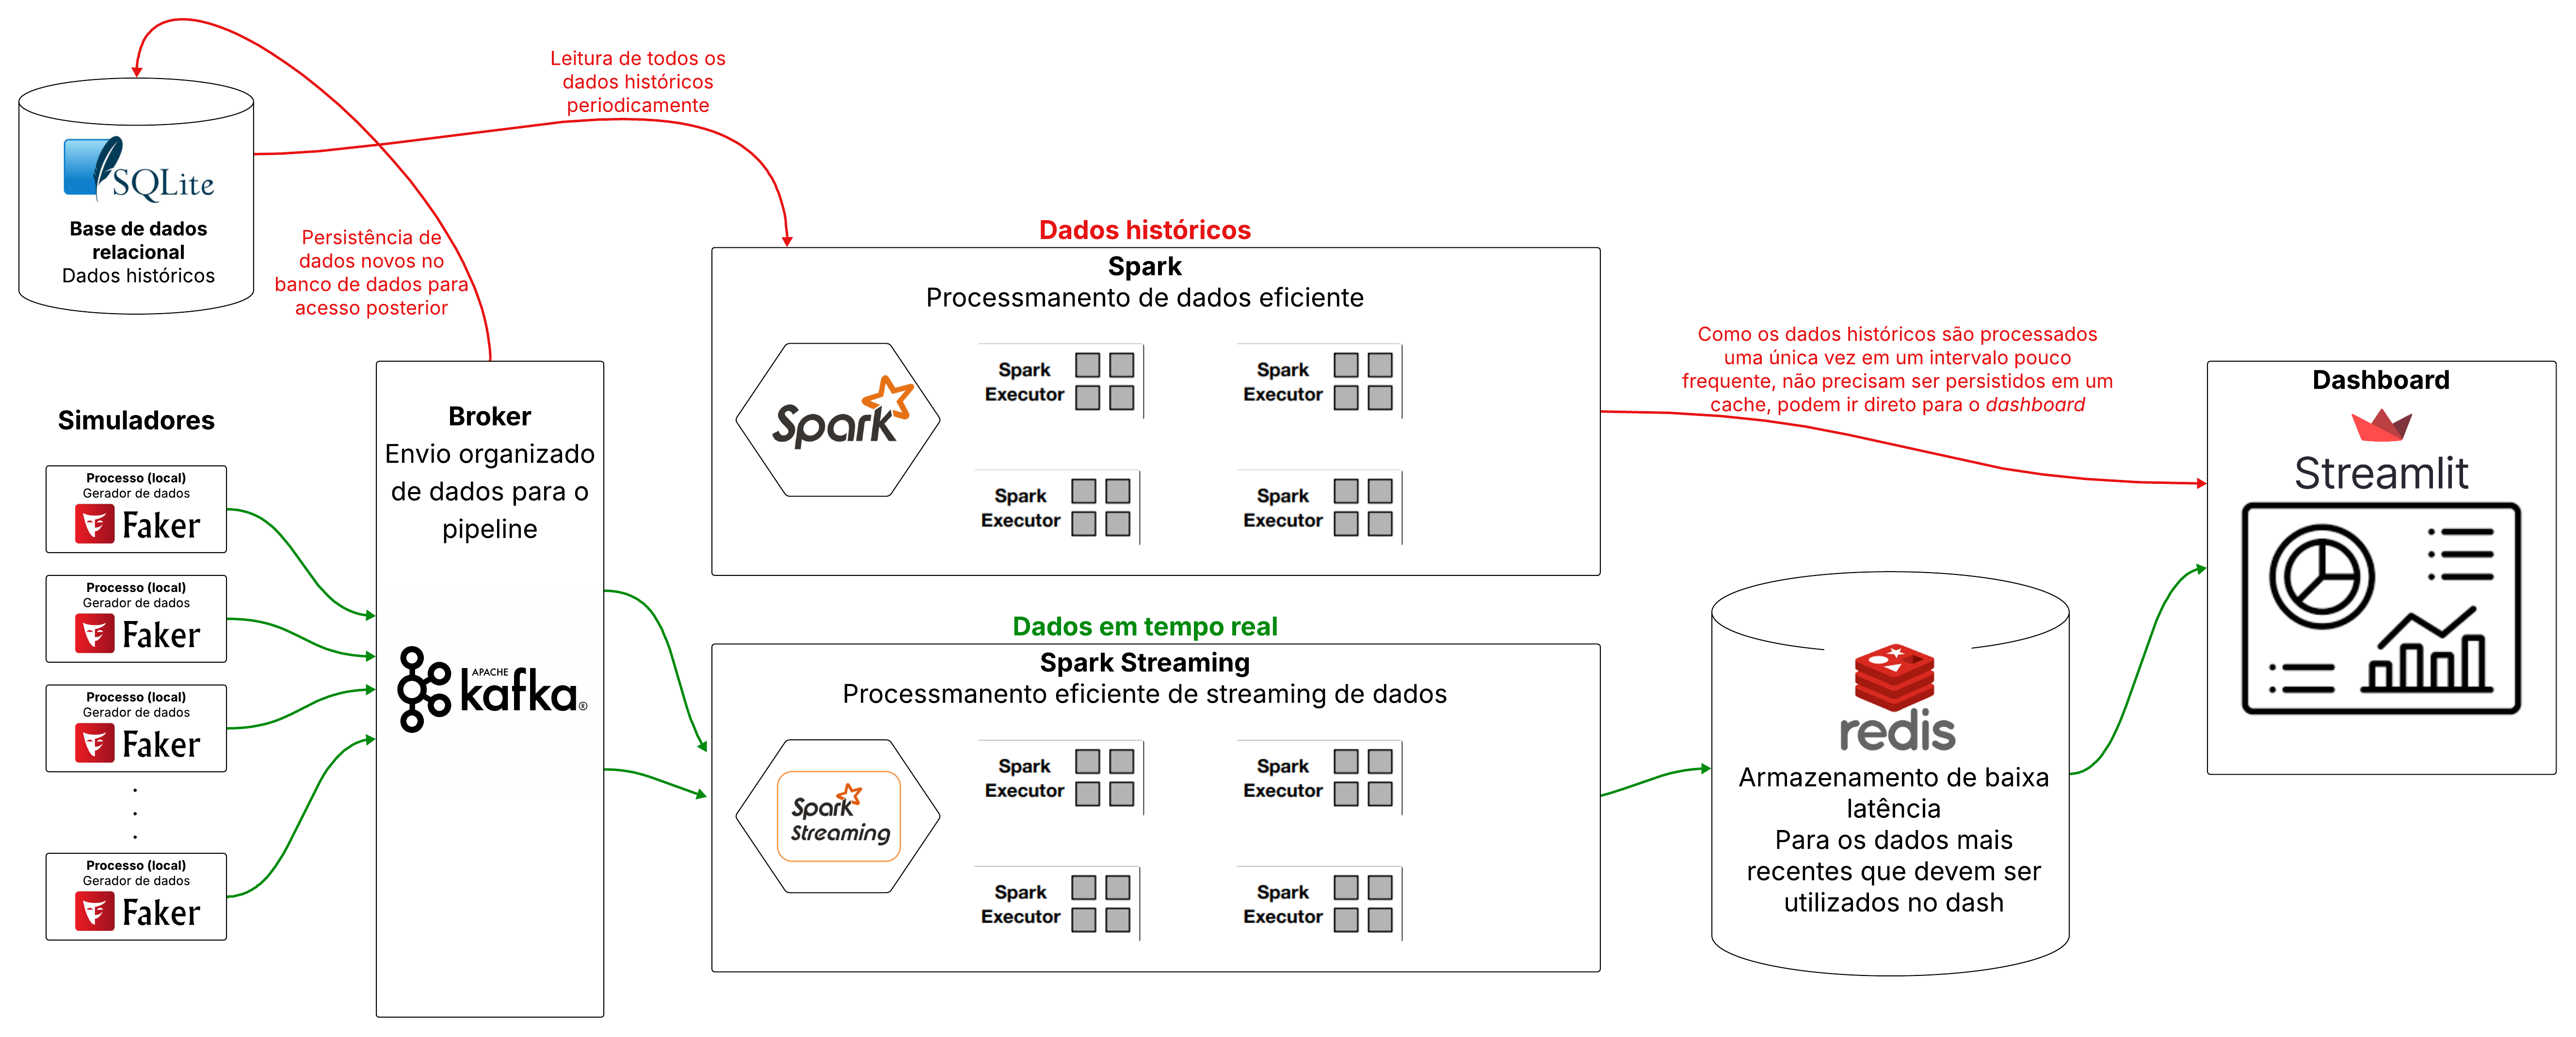 Leitura de todos os
dados históricos
periodicamente
SQLite
Base de dados
relacional
Dados históricos
Persistência de
dados novos no
banco de dados para
acesso posterior
Simuladores
Processo (local)
Gerador de dados
Faker
Processo (local)
Gerador de dados
Faker
Processo (local)
Gerador de dados
Faker
.
.
.
Processo (local)
Gerador de dados
Faker
Broker
Envio organizado
de dados para o
pipeline
APACHE
kafka®
Dados históricos
Spark
Processmanento de dados eficiente
Spark
Spark
Executor
Spark
Executor
Spark
Executor
Spark
Executor
Dados em tempo real
Spark Streaming
Processmanento eficiente de streaming de dados
Spark
Streaming
Spark
Executor
Spark
Executor
Spark
Executor
Spark
Executor
Como os dados históricos são processados
uma única vez em um intervalo pouco
frequente, não precisam ser persistidos em um
cache, podem ir direto para o dashboard
redis
Armazenamento de baixa
latência
Para os dados mais
recentes que devem ser
utilizados no dash
Dashboard
Streamlit